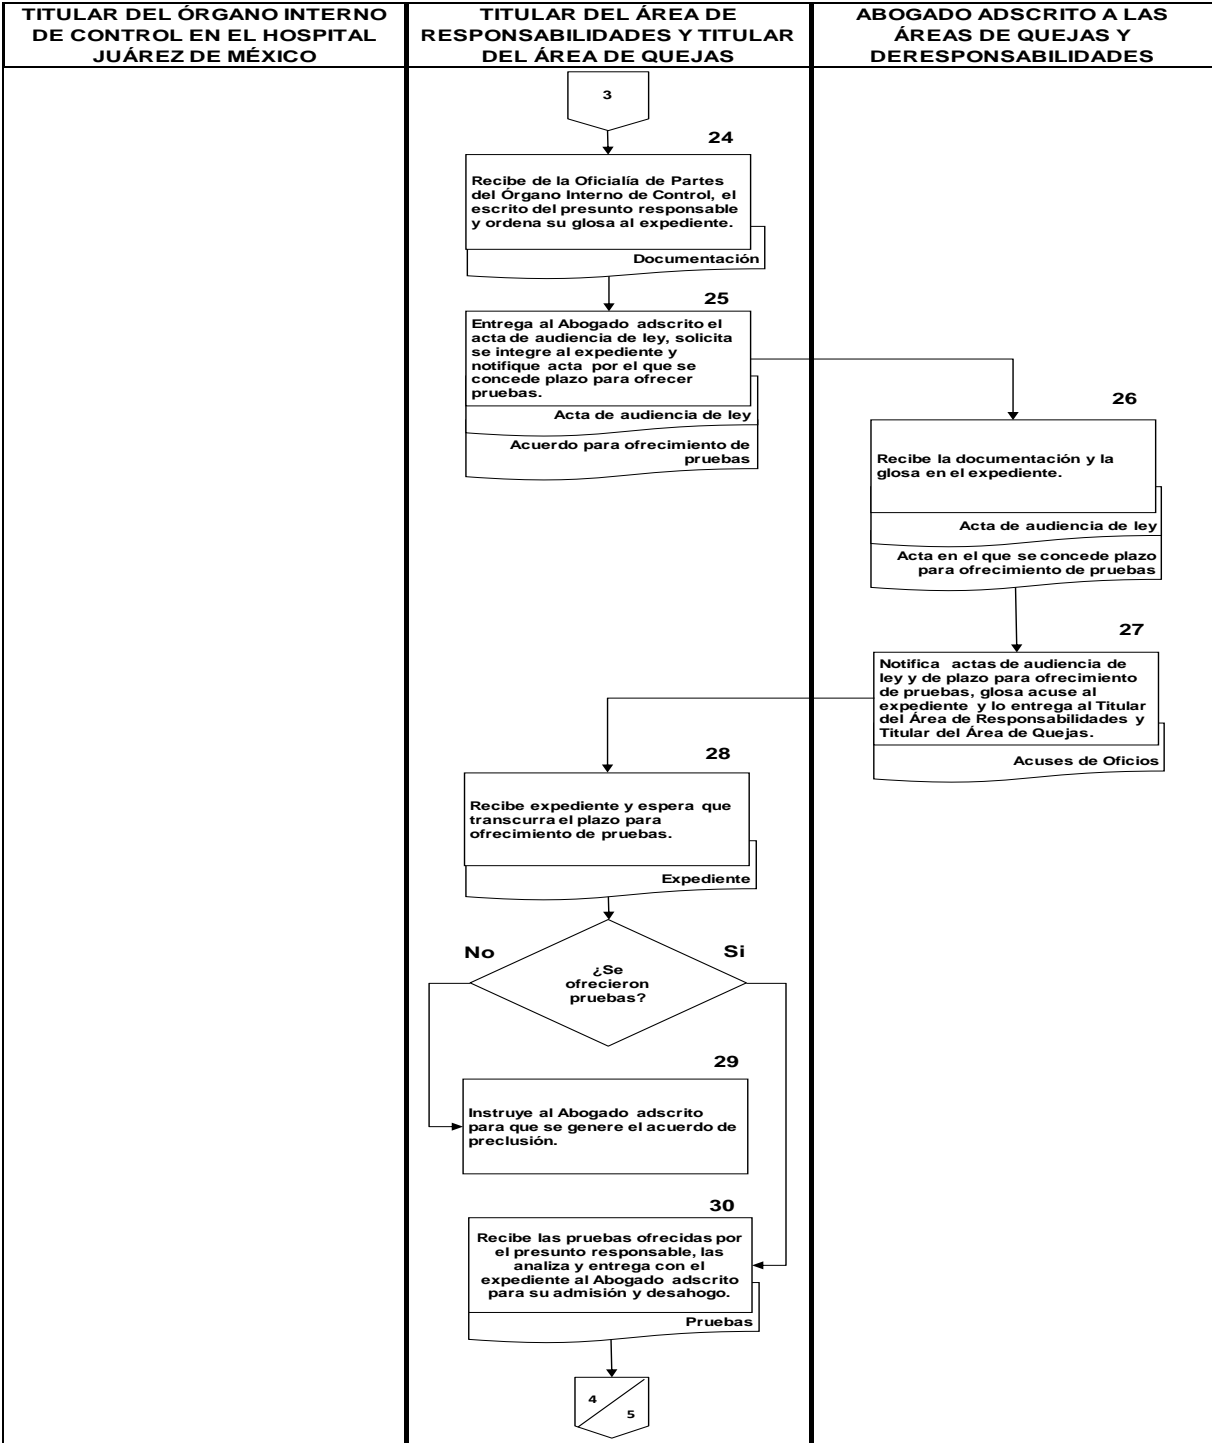 TITULAR DEL ÓRGANO INTERNO
DE CONTROL EN EL HOSPITAL
JUÁREZ DE MÉXICO
TITULAR DEL ÁREA DE
RESPONSABILIDADES Y TITULAR
DEL ÁREA DE QUEJAS
ABOGADO ADSCRITO A LAS
ÁREAS DE QUEJAS Y
DERESPONSABILIDADES
3
24
Recibe de la Oficialía de Partes
del Órgano Interno de Control, el
escrito del presunto responsable
y ordena su glosa al expediente.
Documentación
25
Entrega al Abogado adscrito el
acta de audiencia de ley, solicita
se integre al expediente y
notifique acta por el que se
concede plazo para ofrecer
pruebas.
Acta de audiencia de ley
Acuerdo para ofrecimiento de
pruebas
26
Recibe la documentación y la
glosa en el expediente.
Acta de audiencia de ley
Acta en el que se concede plazo
para ofrecimiento de pruebas
27
Notifica actas de audiencia de
ley y de plazo para ofrecimiento
de pruebas, glosa acuse al
expediente y lo entrega al Titular
del Área de Responsabilidades y
Titular del Área de Quejas.
Acuses de Oficios
28
Recibe expediente y espera que
transcurra el plazo para
ofrecimiento de pruebas.
Expediente
No
Si
¿Se
ofrecieron
pruebas?
29
Instruye al Abogado adscrito
para que se genere el acuerdo de
preclusión.
30
Recibe las pruebas ofrecidas por
el presunto responsable, las
analiza y entrega con el
expediente al Abogado adscrito
para su admisión y desahogo.
Pruebas
4
5